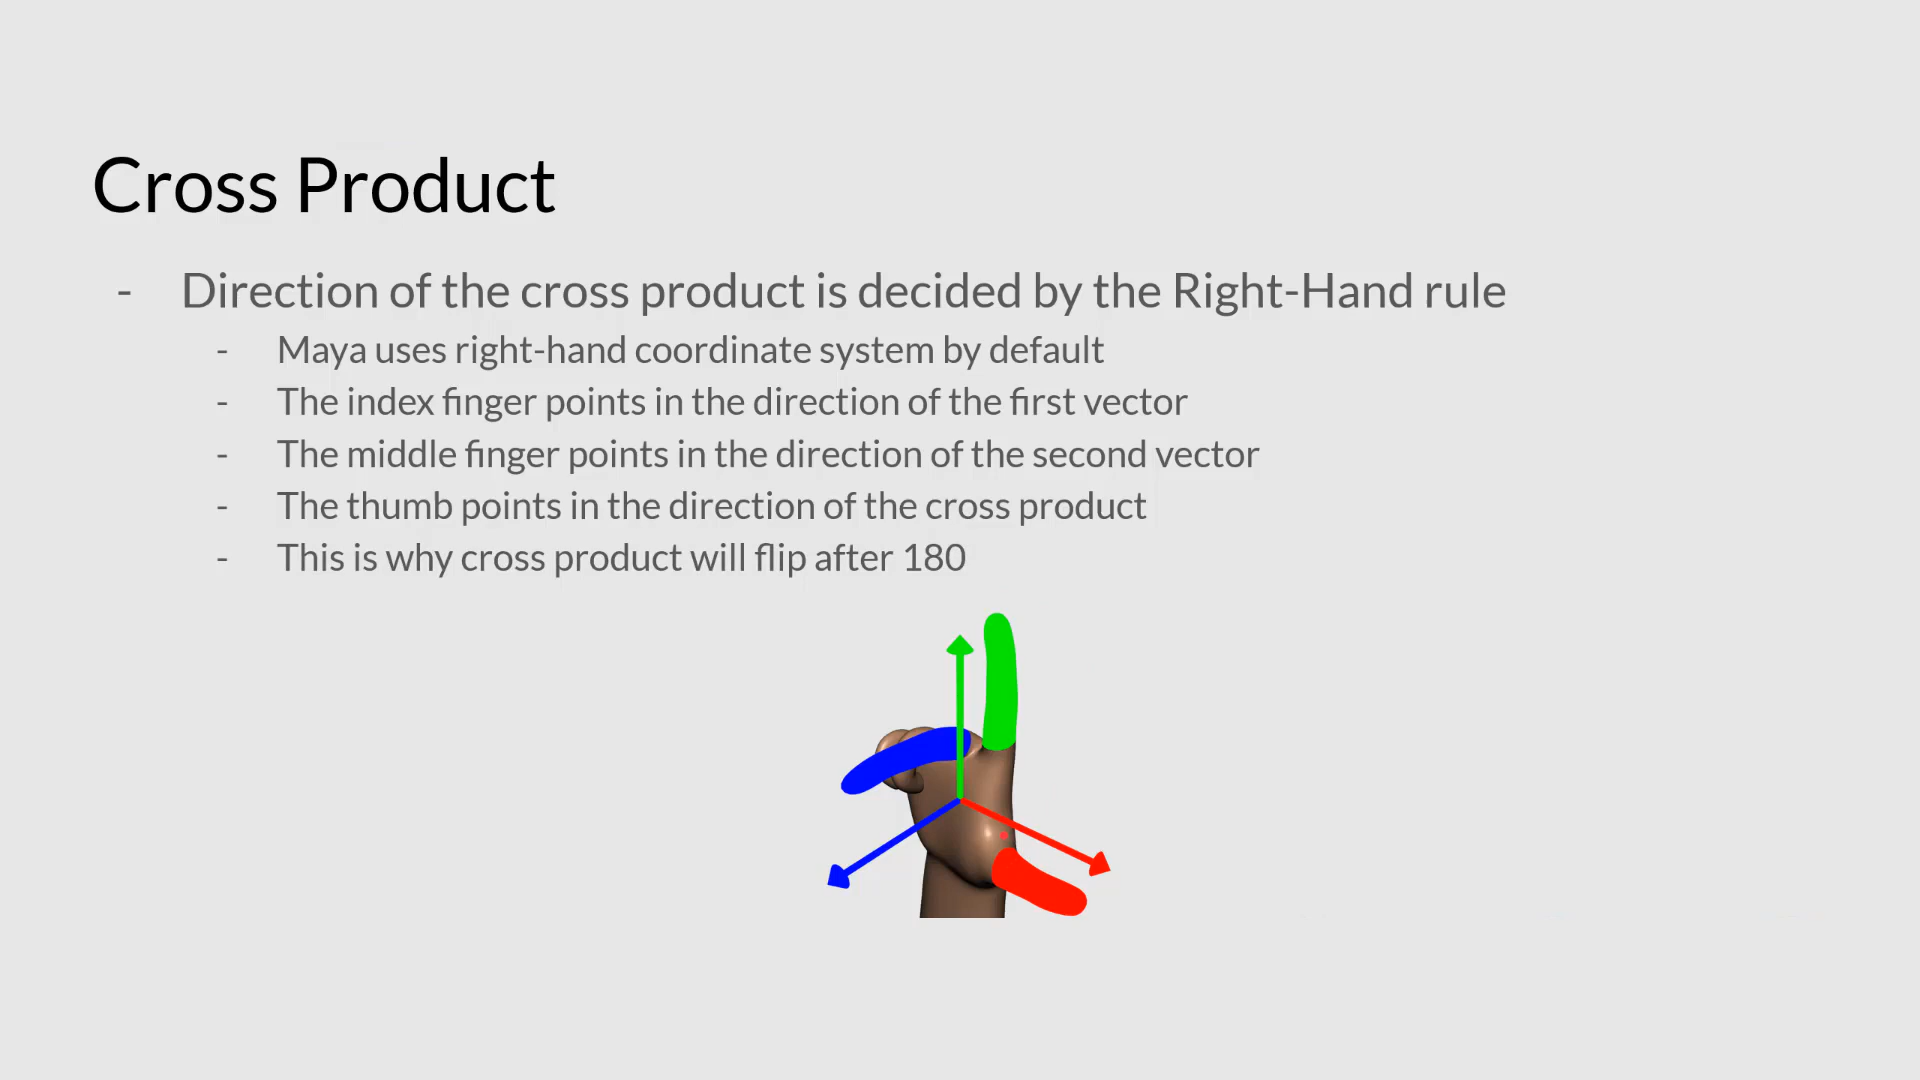 Cross Product
- Direction of the cross product is decided by the Right-Hand rule
- Maya uses right-hand coordinate system by default
- The index finger points in the direction of the first vector
- The middle finger points in the direction of the second vector
- The thumb points in the direction of the cross product
- This is why cross product will flip after 180